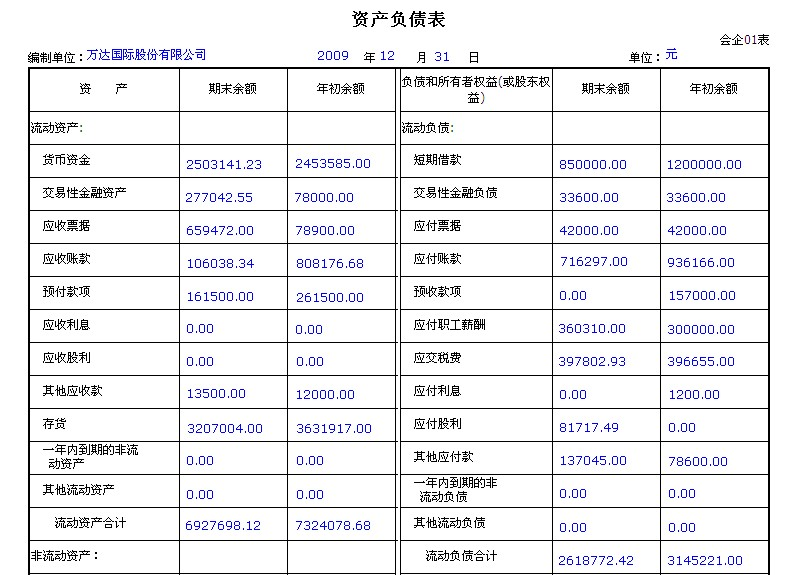 资产负债表
会企01表
编制单位：万达国际股份有限公司 2009 年 12 月 31 日 单位：元
资 产 期末余额 年初余额 负债和所有者权益(或股东权益) 期末余额 年初余额
流动资产: 流动负债:
货币资金 2503141.23 2453585.00 短期借款 850000.00 1200000.00
交易性金融资产 277042.55 78000.00 交易性金融负债 33600.00 33600.00
应收票据 659472.00 78900.00 应付票据 42000.00 42000.00
应收账款 106038.34 808176.68 应付账款 716297.00 936166.00
预付款项 161500.00 261500.00 预收款项 0.00 157000.00
应收利息 0.00 0.00 应付职工薪酬 360310.00 300000.00
应收股利 0.00 0.00 应交税费 397802.93 396655.00
其他应收款 13500.00 12000.00 应付利息 0.00 1200.00
存货 3207004.00 3631917.00 应付股利 81717.49 0.00
一年内到期的非流动资产 0.00 0.00 其他应付款 137045.00 78600.00
其他流动资产 0.00 0.00 一年内到期的非流动负债 0.00 0.00
流动资产合计 6927698.12 7324078.68 其他流动负债 0.00 0.00
非流动资产： 流动负债合计 2618772.42 3145221.00